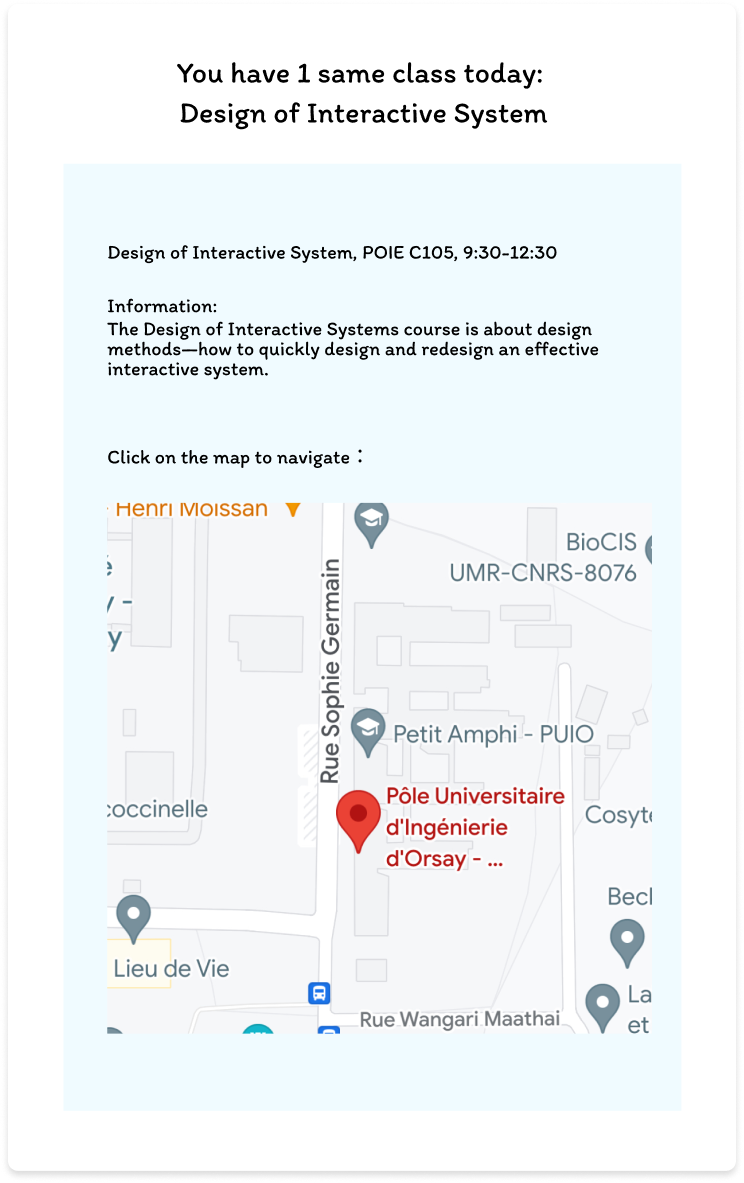 You have 1 same class today:
Design of Interactive System
Design of Interactive System, POIE C105, 9:30-12:30
Information:
The Design of Interactive Systems course is about design
methods—how to quickly design and redesign an effective
interactive system.
Click on the map to navigate：
Henri Moissan
BioCIS
UMR-CNRS-8076
Rue Sophie Germain
Petit Amphi - PUIO
Pôle Universitaire
d'Ingénierie
d'Orsay - ...
coccinelle
Lieu de Vie
Rue Wangari Maathai
La
et